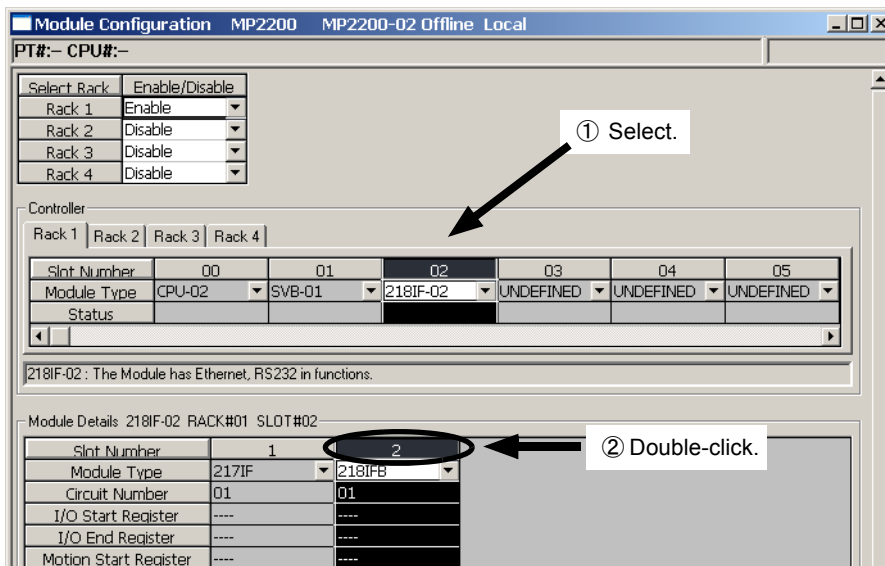 Module Configuration MP2200 MP2200-02 Offline Local
PT#:– CPU#:–
Select Rack Enable/Disable
Rack 1 Enable
Rack 2 Disable
Rack 3 Disable
Rack 4 Disable
① Select.
Controller
Rack 1 Rack 2 Rack 3 Rack 4
Slot Number 00 01 02 03 04 05
Module Type CPU-02 SVB-01 218IF-02 UNDEFINED UNDEFINED UNDEFINED
Status
218IF-02 : The Module has Ethernet, RS232 in functions.
Module Details 218IF-02 RACK#01 SLOT#02
Slot Number 1 2
② Double-click.
Module Type 217IF 218IFB
Circuit Number 01 01
I/O Start Register ---- ----
I/O End Register ---- ----
Motion Start Register ---- ----